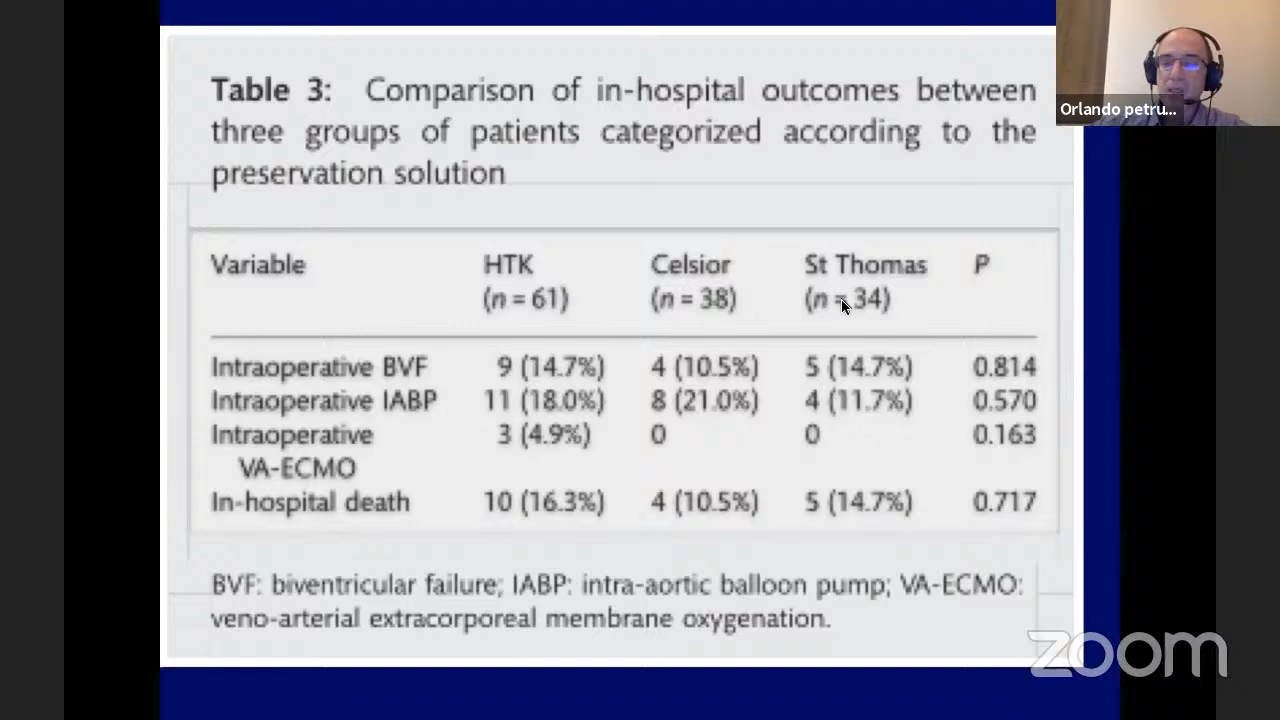 Table 3: Comparison of in-hospital outcomes between
three groups of patients categorized according to the
preservation solution
Variable HTK Celsior St Thomas P
(n = 61) (n = 38) (n = 34)
Intraoperative BVF 9 (14.7%) 4 (10.5%) 5 (14.7%) 0.814
Intraoperative IABP 11 (18.0%) 8 (21.0%) 4 (11.7%) 0.570
Intraoperative 3 (4.9%) 0 0 0.163
VA-ECMO
In-hospital death 10 (16.3%) 4 (10.5%) 5 (14.7%) 0.717
BVF: biventricular failure; IABP: intra-aortic balloon pump; VA-ECMO:
veno-arterial extracorporeal membrane oxygenation.
Orlando petru...
zoom